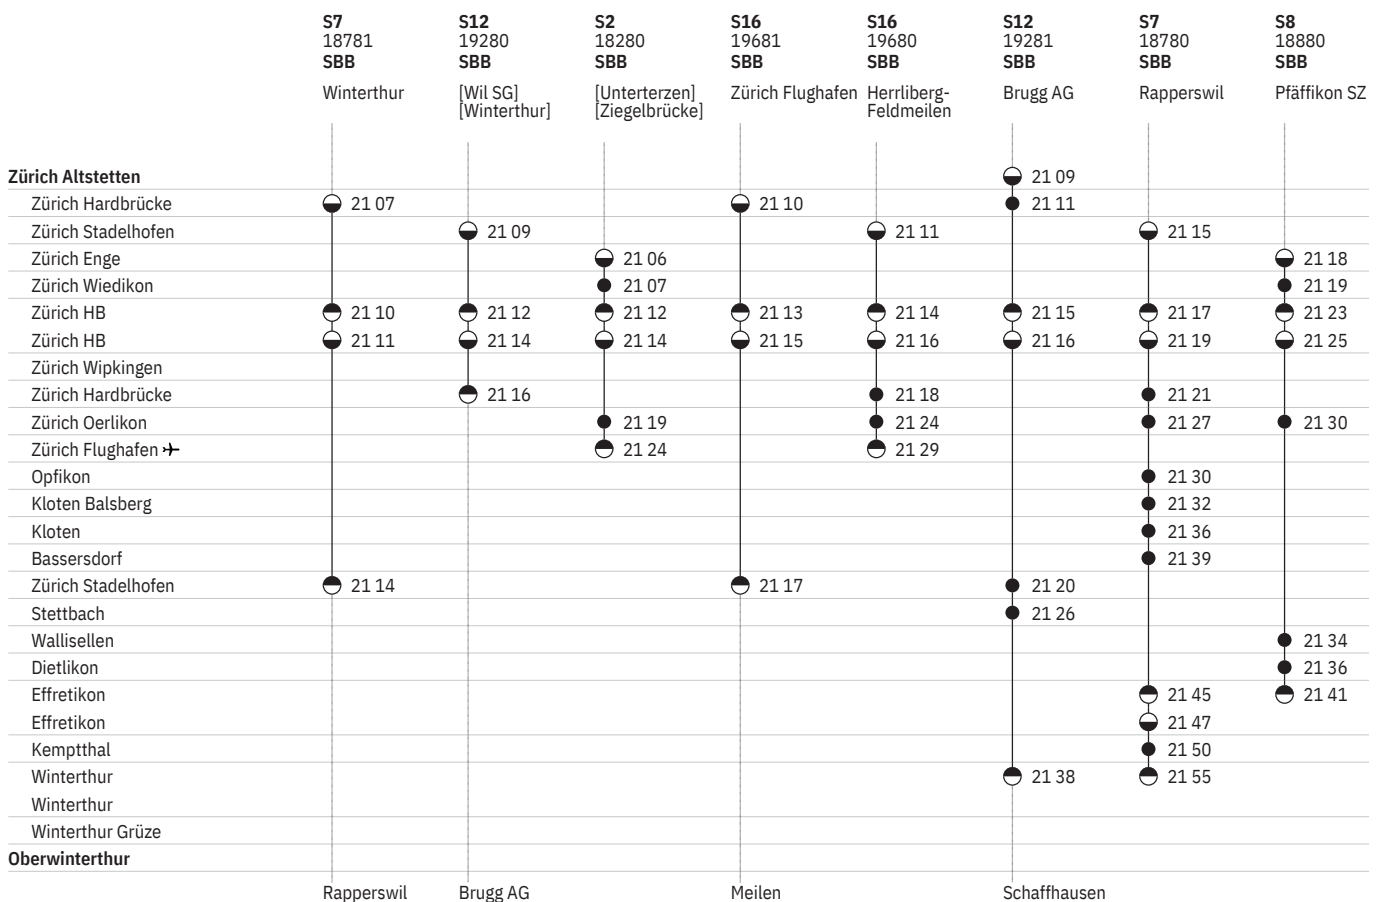 S7 S12 S2 S16 S16 S12 S7 S8
18781 19280 18280 19681 19680 19281 18780 18880
SBB SBB SBB SBB SBB SBB SBB SBB
Winterthur [Wil SG] [Unterterzen] Zürich Flughafen Herrliberg- Brugg AG Rapperswil Pfäffikon SZ
[Winterthur] [Ziegelbrücke] Feldmeilen
Zürich Altstetten 21 09
Zürich Hardbrücke 21 07 21 10 21 11
Zürich Stadelhofen 21 09 21 11 21 15
Zürich Enge 21 06 21 18
Zürich Wiedikon 21 07 21 19
Zürich HB 21 10 21 12 21 12 21 13 21 14 21 15 21 17 21 23
Zürich HB 21 11 21 14 21 14 21 15 21 16 21 16 21 19 21 25
Zürich Wipkingen
Zürich Hardbrücke 21 16 21 18 21 21
Zürich Oerlikon 21 19 21 24 21 27 21 30
Zürich Flughafen 21 24 21 29
Opfikon 21 30
Kloten Balsberg 21 32
Kloten 21 36
Bassersdorf 21 39
Zürich Stadelhofen 21 14 21 17 21 20
Stettbach 21 26
Wallisellen 21 34
Dietlikon 21 36
Effretikon 21 45 21 41
Effretikon 21 47
Kemptthal 21 50
Winterthur 21 38 21 55
Winterthur
Winterthur Grüze
Oberwinterthur
Rapperswil Brugg AG Meilen Schaffhausen